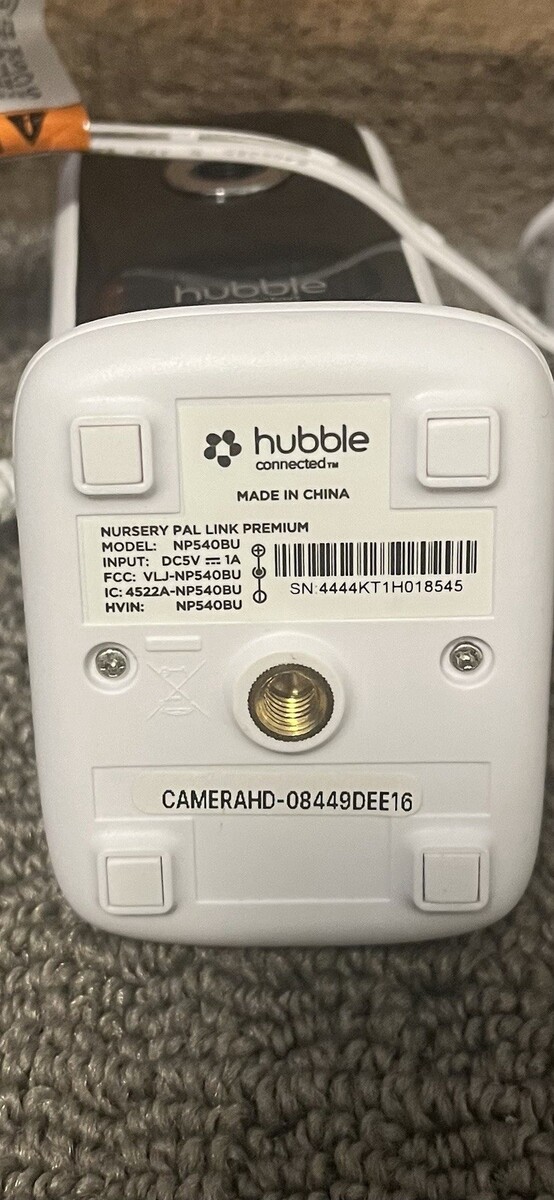 hubble
hubble
connected™
MADE IN CHINA
NURSERY PAL LINK PREMIUM
MODEL: NP540BU
INPUT: DC5V ⎓ 1A
FCC: VLJ-NP540BU
IC: 4522A-NP540BU
HVIN: NP540BU
SN:4444KT1H018545
CAMERAHD-08449DEE16